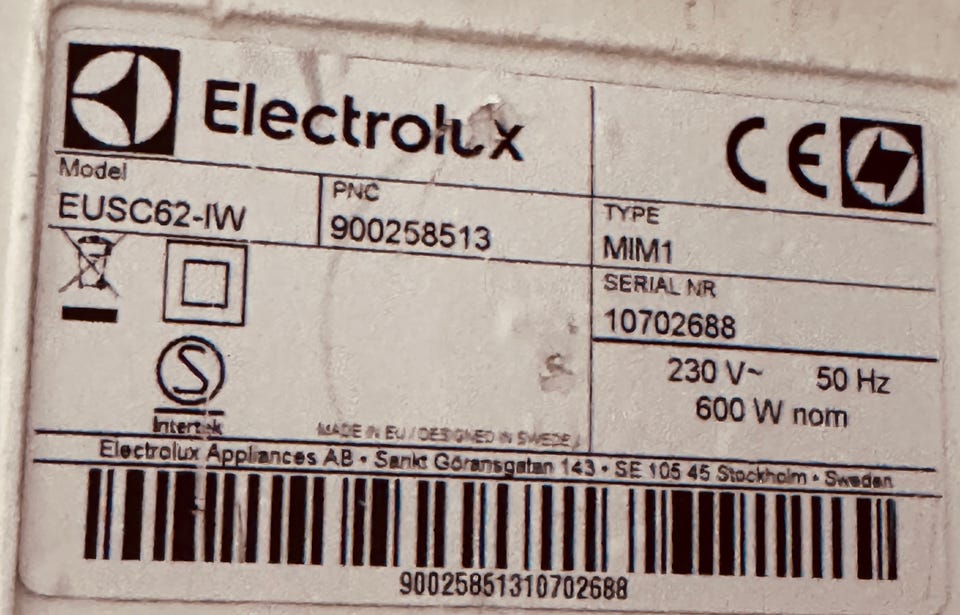 Electrolux
CE
Model
EUSC62-IW
PNC
900258513
TYPE
MIM1
SERIAL NR
10702688
230 V~ 50 Hz
600 W nom
S
Intertek
MADE IN EU / DESIGNED IN SWEDEN
Electrolux Appliances AB • Sankt Göransgatan 143 • SE 105 45 Stockholm • Sweden
90025851310702688